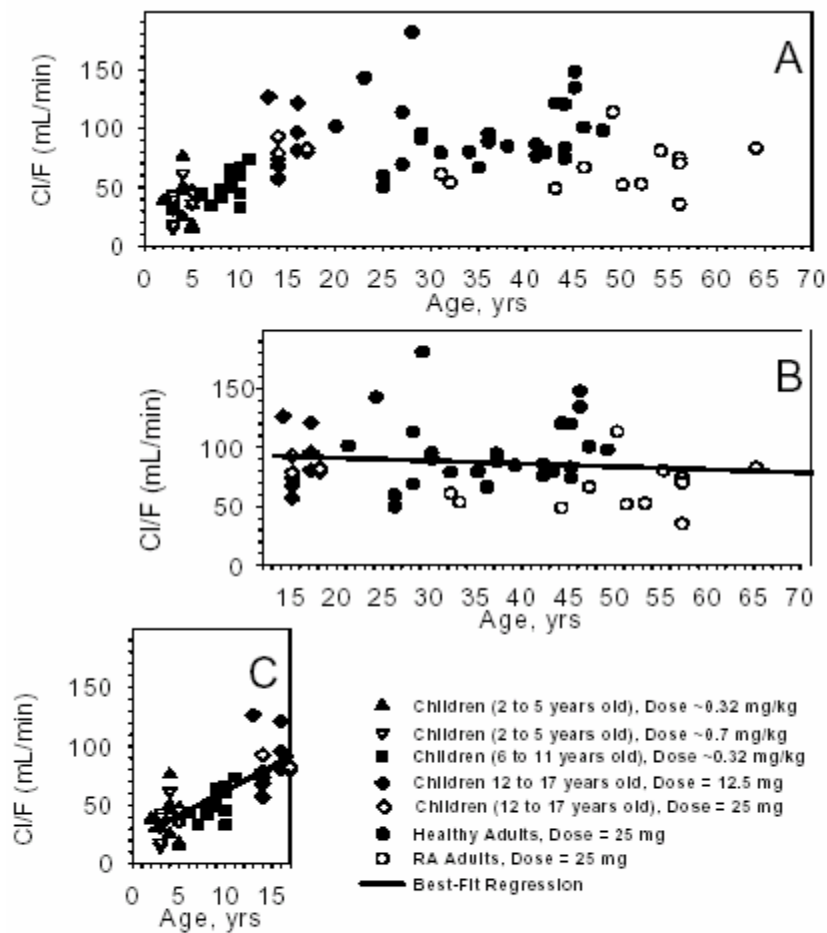 A
Cl/F (mL/min)
150
100
50
0
0 5 10 15 20 25 30 35 40 45 50 55 60 65 70
Age, yrs
B
Cl/F (mL/min)
150
100
50
0
15 20 25 30 35 40 45 50 55 60 65 70
Age, yrs
C
Cl/F (mL/min)
150
100
50
0
0 5 10 15
Age, yrs
Children (2 to 5 years old), Dose ~0.32 mg/kg
Children (2 to 5 years old), Dose ~0.7 mg/kg
Children (6 to 11 years old), Dose ~0.32 mg/kg
Children 12 to 17 years old, Dose = 12.5 mg
Children (12 to 17 years old), Dose = 25 mg
Healthy Adults, Dose = 25 mg
RA Adults, Dose = 25 mg
Best-Fit Regression